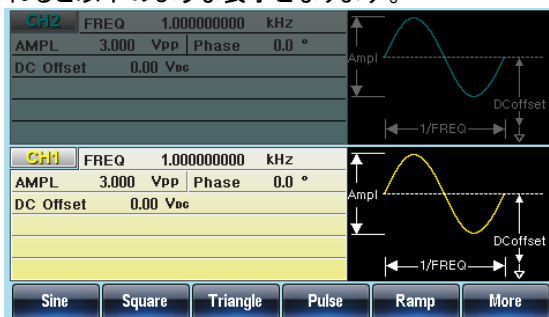 れると以下のような表示となります。
CH2 FREQ 1.000000000 kHz
AMPL 3.000 Vpp Phase 0.0 °
DC Offset 0.00 VDC
Ampl
DCoffset
1/FREQ
CH1 FREQ 1.000000000 kHz
AMPL 3.000 Vpp Phase 0.0 °
DC Offset 0.00 VDC
Ampl
DCoffset
1/FREQ
Sine Square Triangle Pulse Ramp More